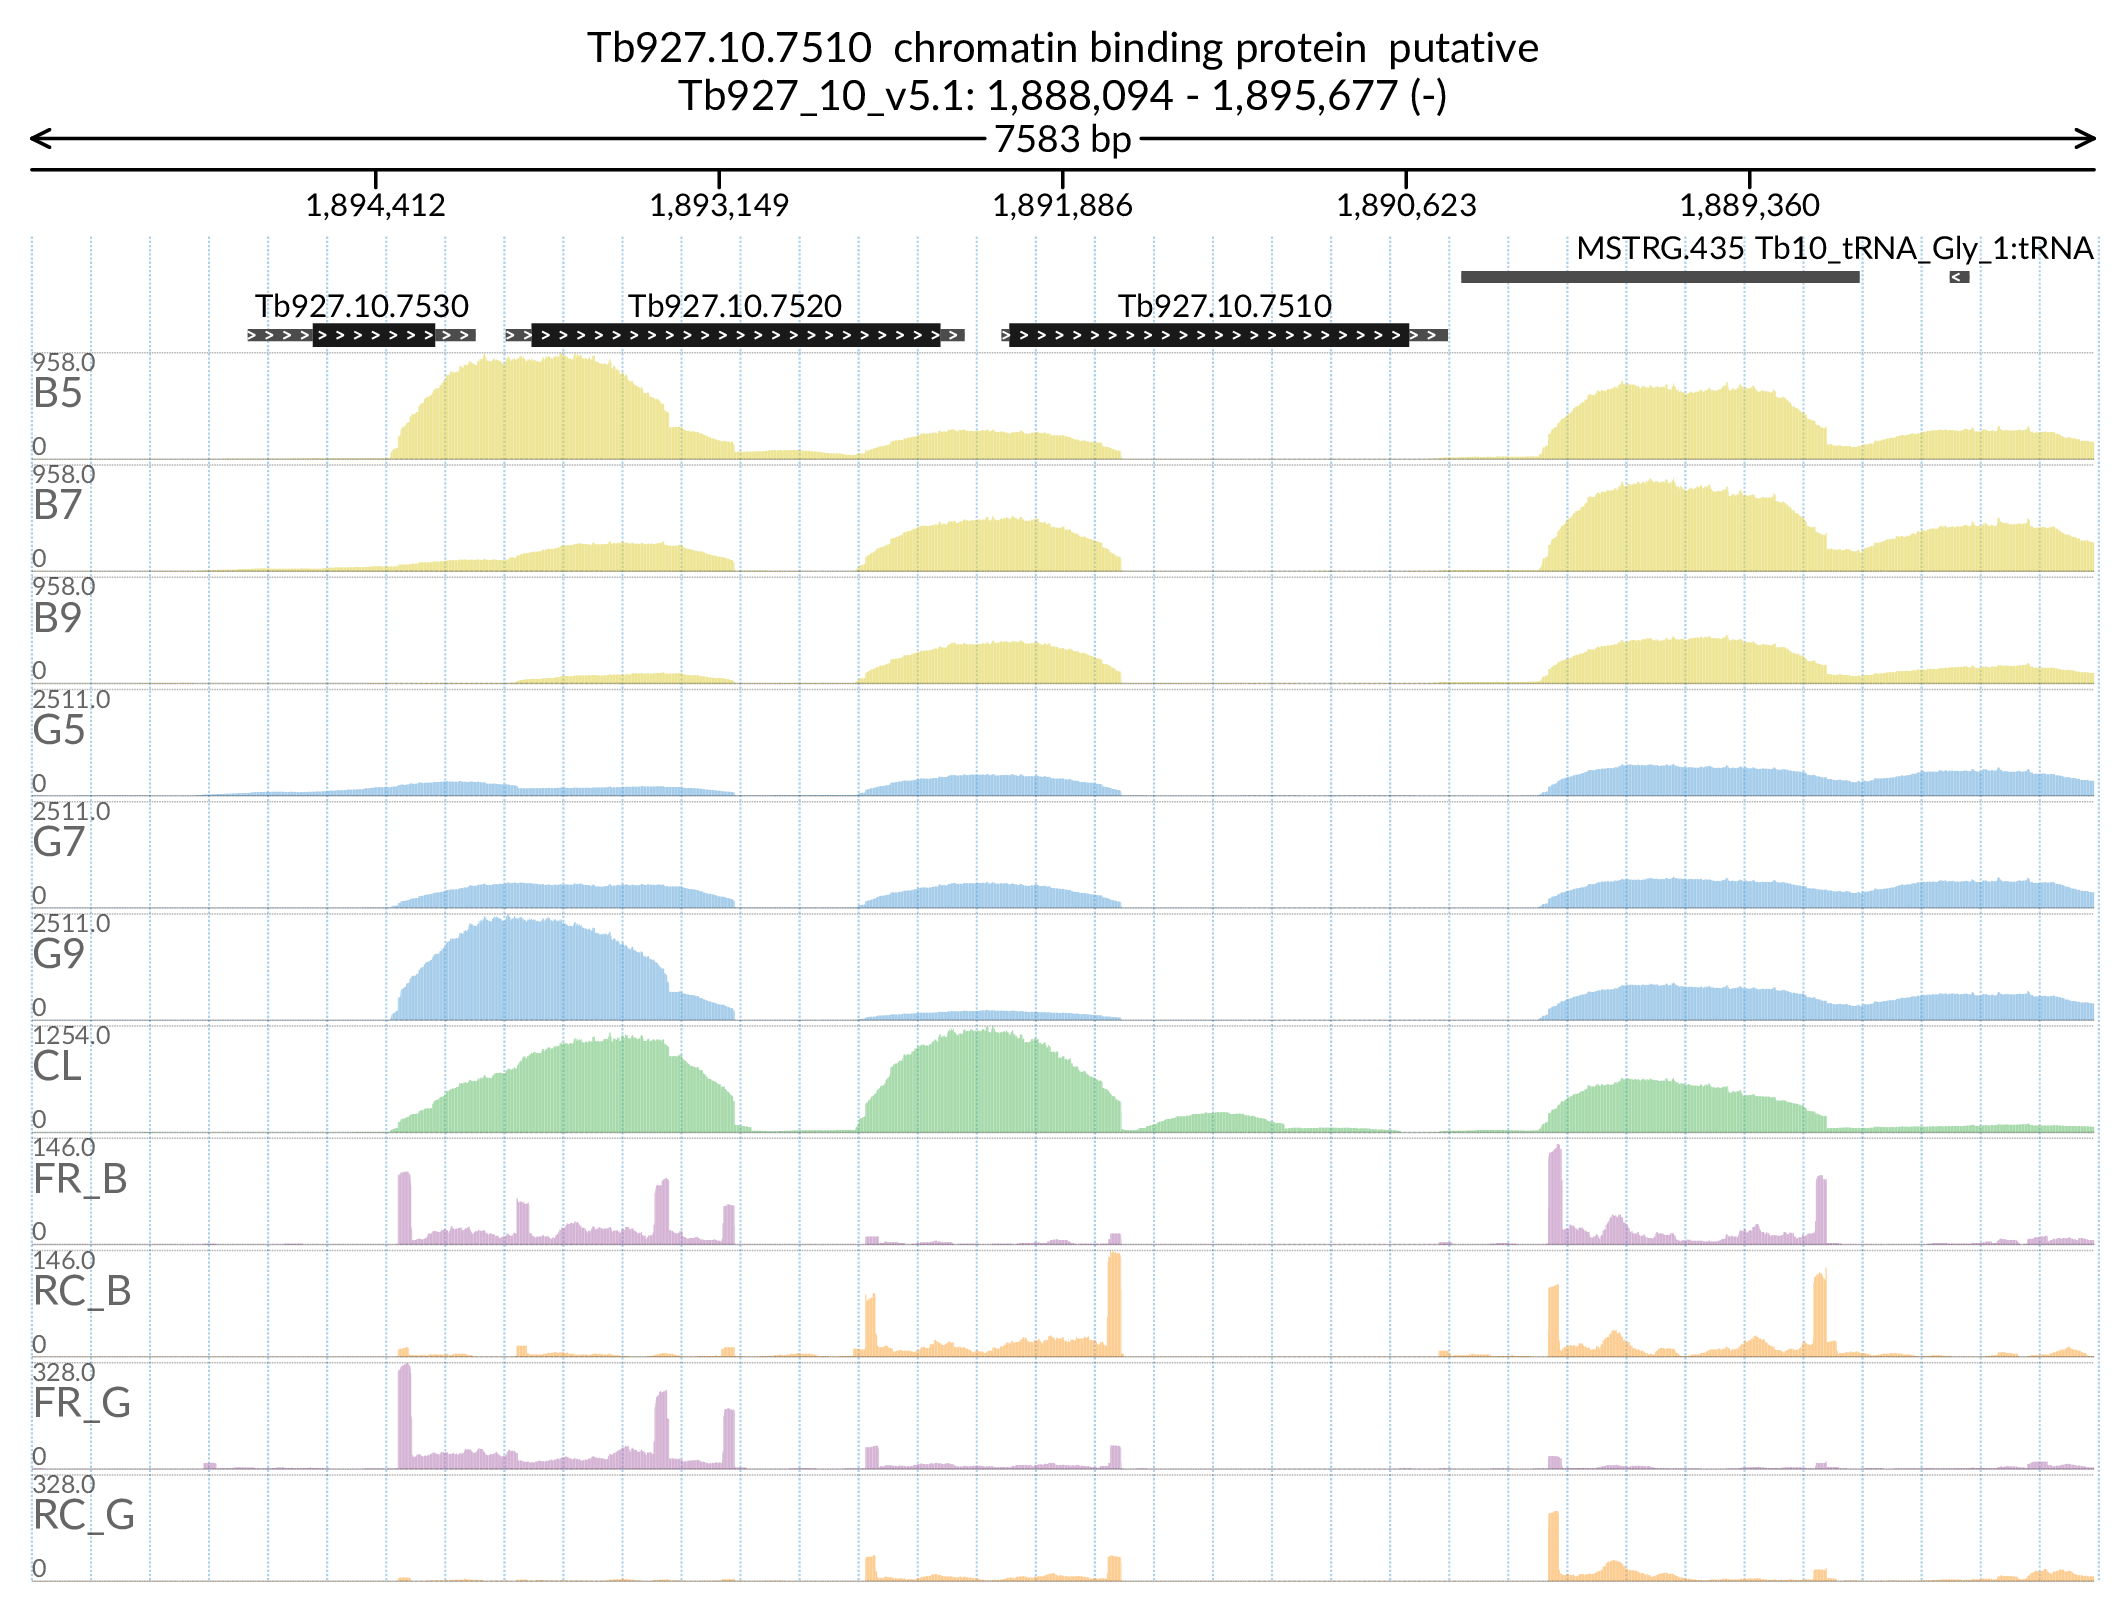 Tb927.10.7510  chromatin binding protein  putative
Tb927_10_v5.1: 1,888,094 - 1,895,677 (-)
7583 bp
1,894,412 1,893,149 1,891,886 1,890,623 1,889,360
MSTRG.435 Tb10_tRNA_Gly_1:tRNA
Tb927.10.7530 Tb927.10.7520 Tb927.10.7510
958.0
B5
0
958.0
B7
0
958.0
B9
0
2511.0
G5
0
2511.0
G7
0
2511.0
G9
0
1254.0
CL
0
146.0
FR_B
0
146.0
RC_B
0
328.0
FR_G
0
328.0
RC_G
0